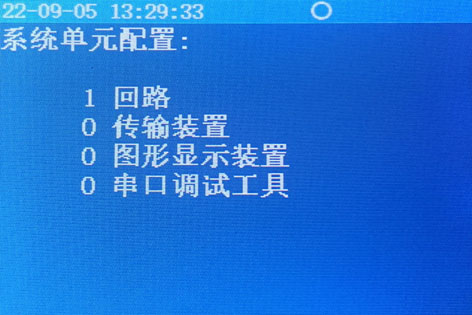 22-09-05 13:29:33
系统单元配置:
1 回路
0 传输装置
0 图形显示装置
0 串口调试工具